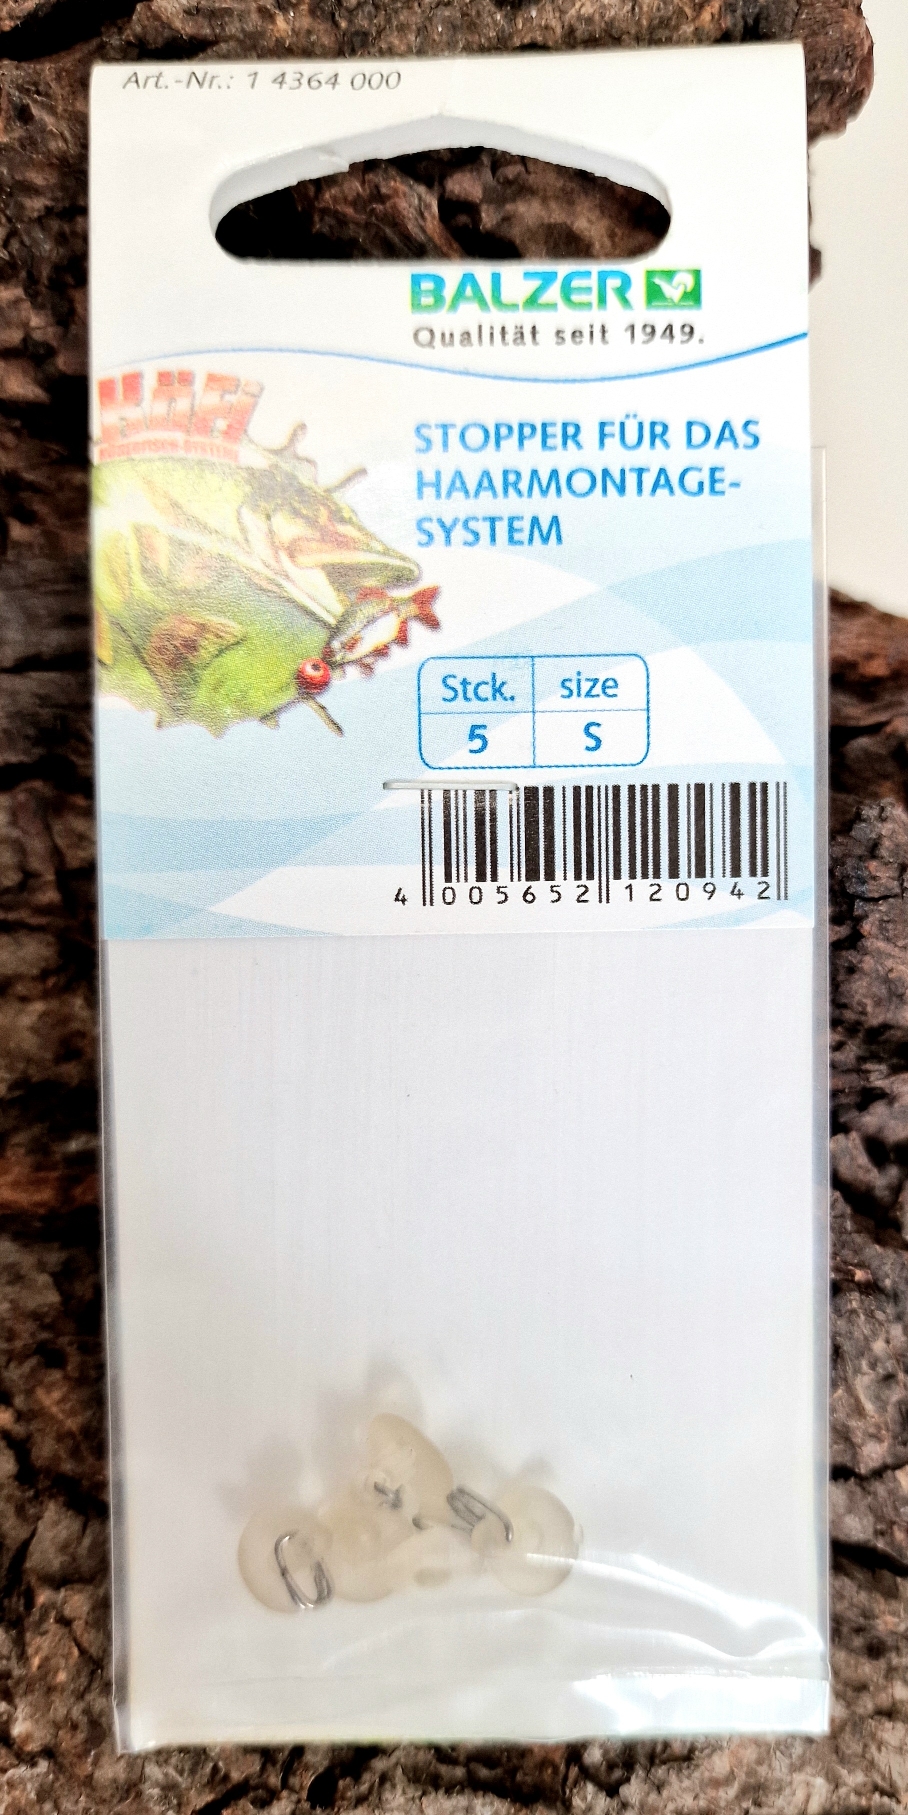 Art.-Nr.: 1 4364 000
BALZER
Qualität seit 1949.
KöFi
STOPPER FÜR DAS
HAARMONTAGE-
SYSTEM
Stck. size
5 S
4 005652 120942